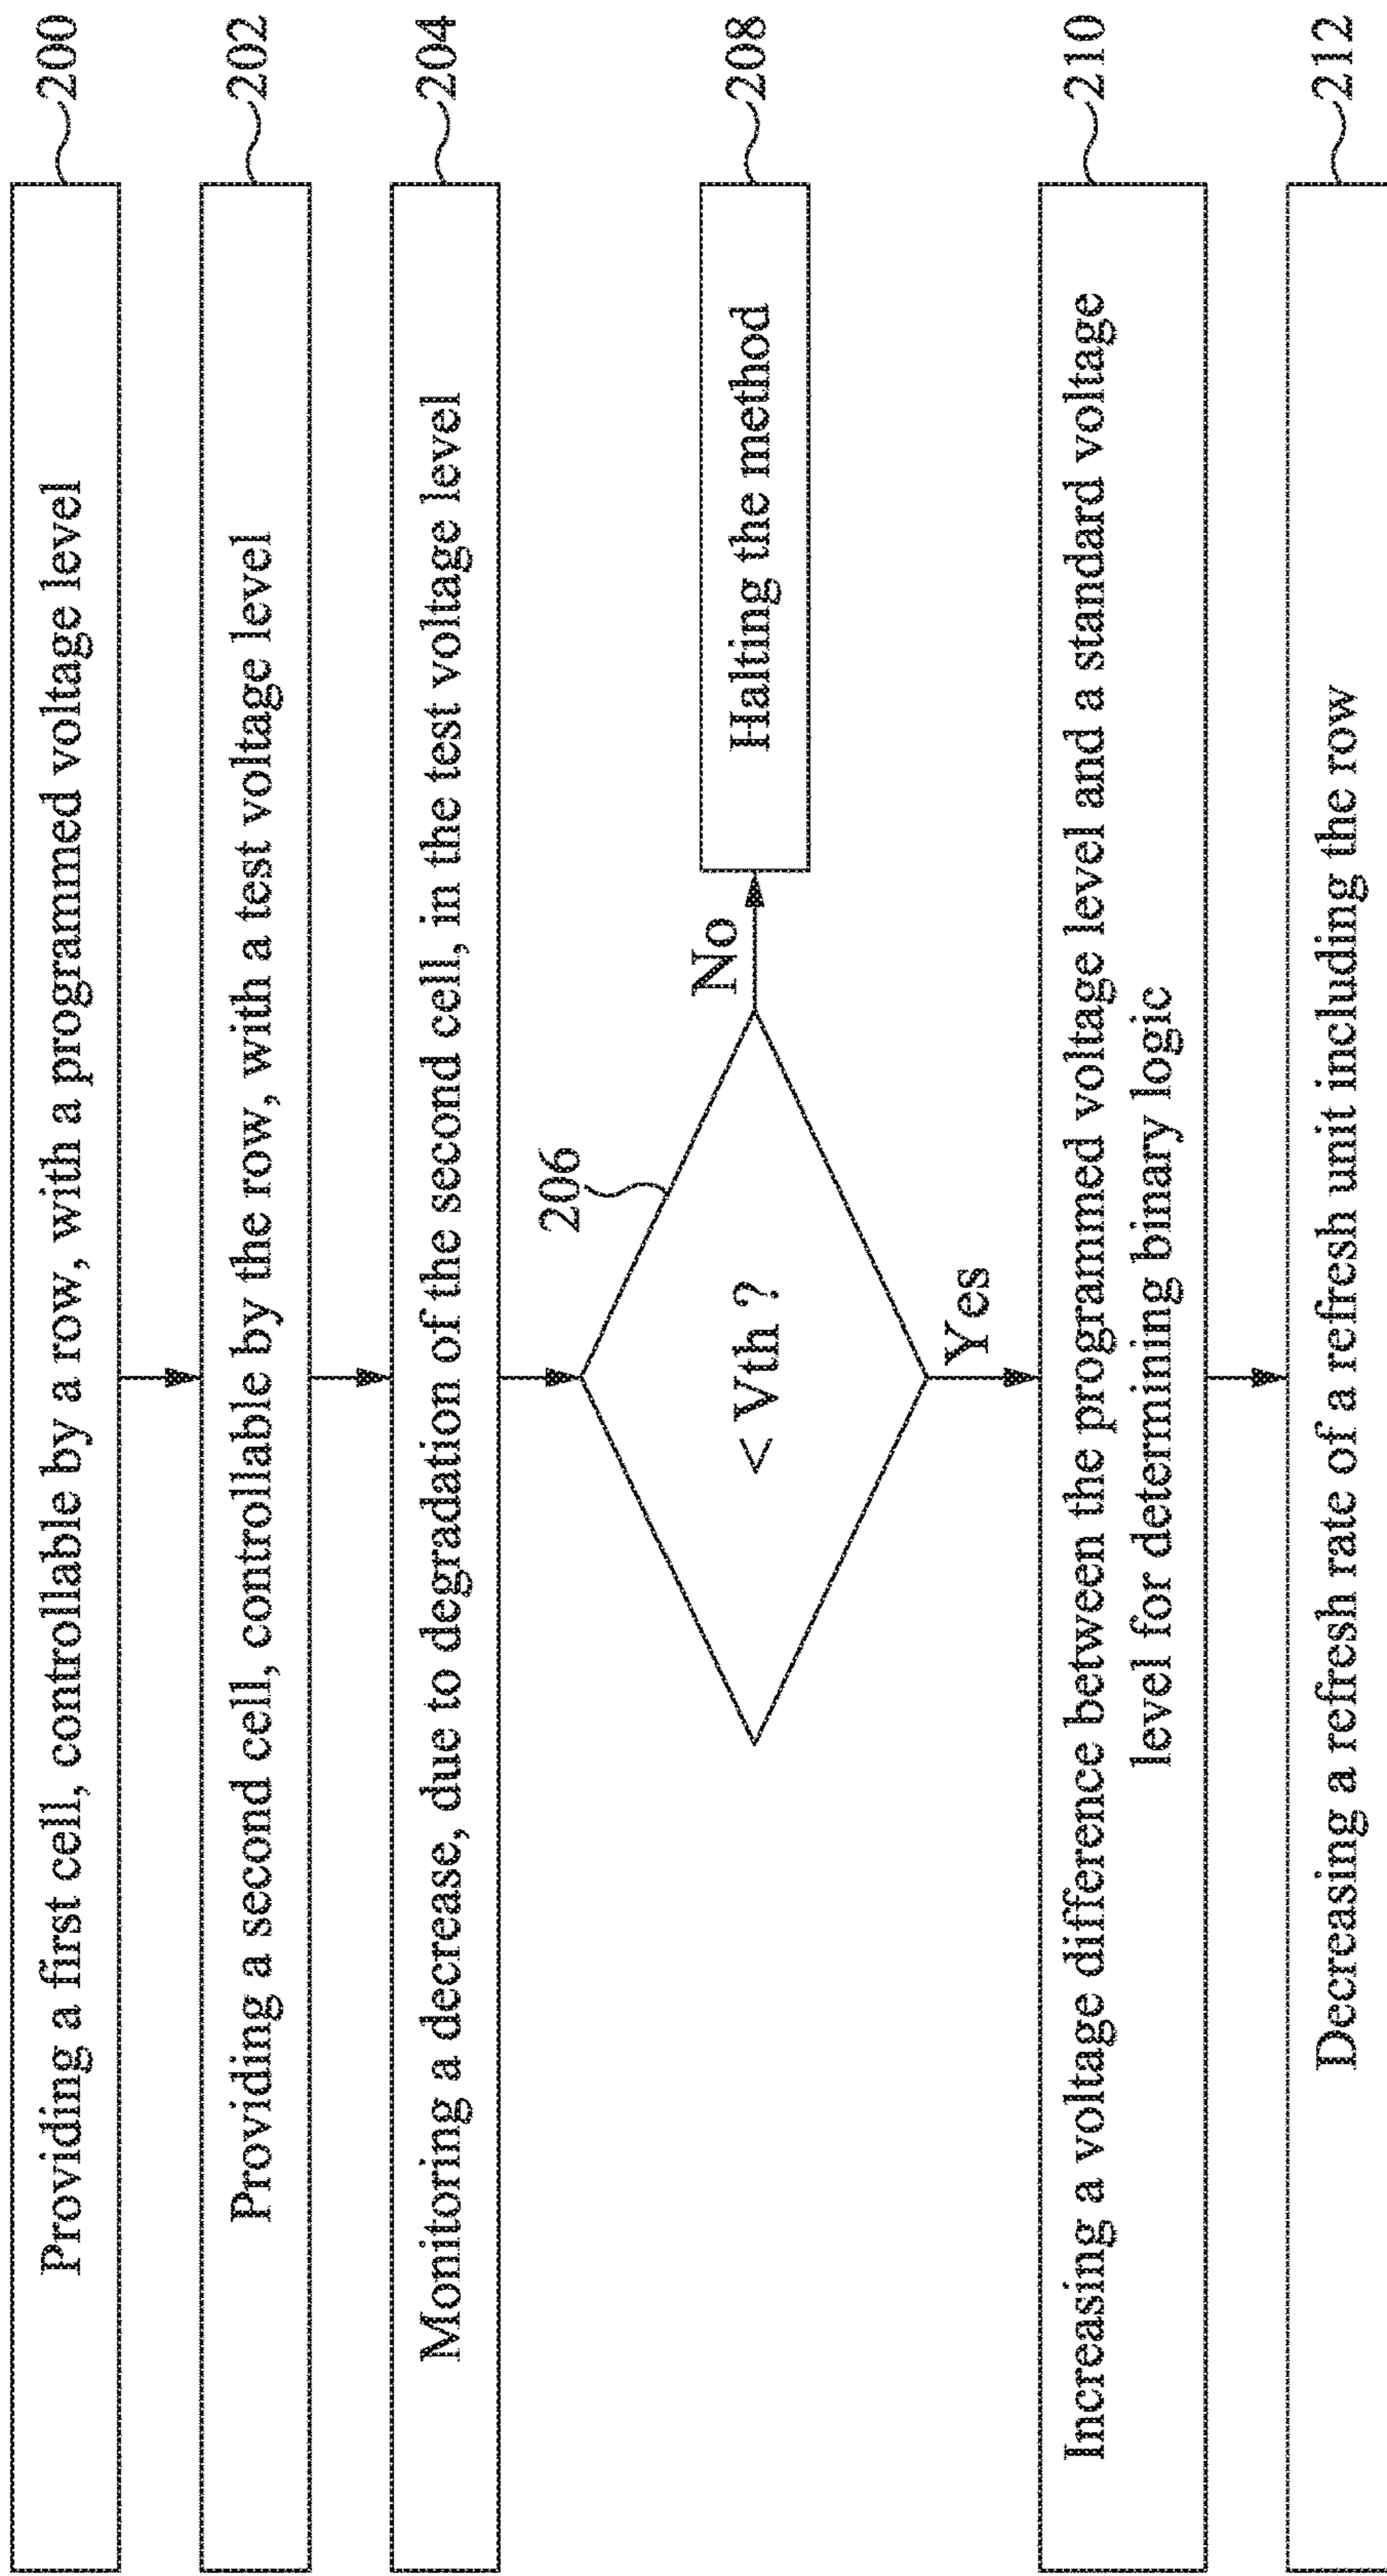 Providing a first cell, controllable by a row, with a programmed voltage level
200
Providing a second cell, controllable by the row, with a test voltage level
202
Monitoring a decrease, due to degradation of the second cell, in the test voltage level
204
206
< Vth ?
No
Halting the method
208
Yes
Increasing a voltage difference between the programmed voltage level and a standard voltage
level for determining binary logic
210
Decreasing a refresh rate of a refresh unit including the row
212